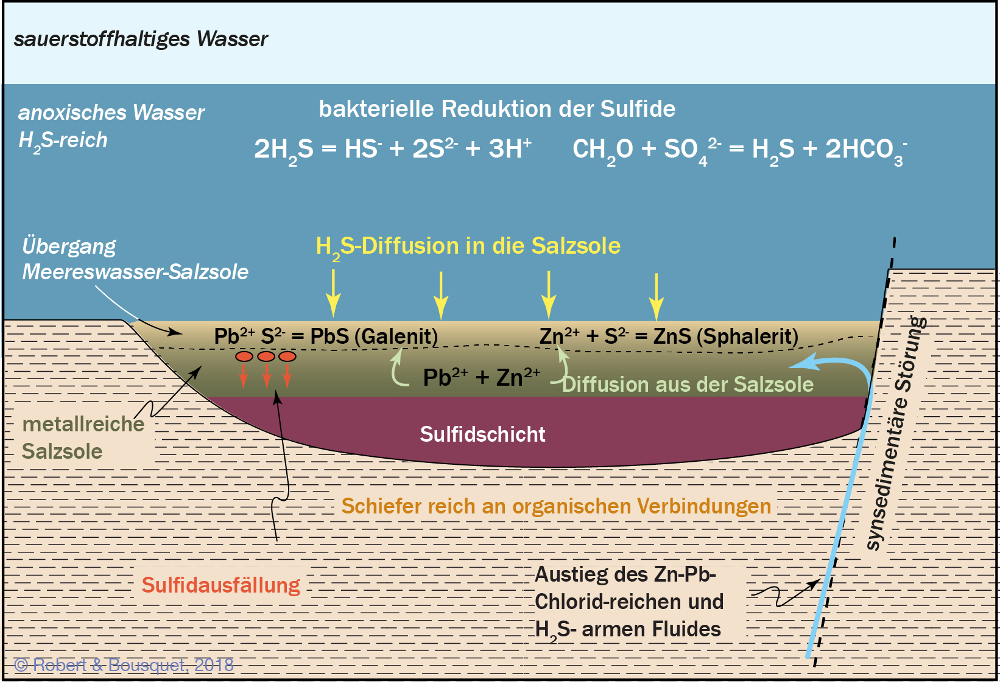 sauerstoffhaltiges Wasser
anoxisches Wasser
H₂S-reich
bakterielle Reduktion der Sulfide
2H₂S = HS⁻ + 2S²⁻ + 3H⁺
CH₂O + SO₄²⁻ = H₂S + 2HCO₃⁻
Übergang
Meereswasser-Salzsole
H₂S-Diffusion in die Salzsole
Pb²⁺ S²⁻ = PbS (Galenit)
Zn²⁺ + S²⁻ = ZnS (Sphalerit)
Pb²⁺ + Zn²⁺
Diffusion aus der Salzsole
metallreiche
Salzsole
Sulfidschicht
synsedimentäre Störung
Schiefer reich an organischen Verbindungen
Sulfidausfällung
Austieg des Zn-Pb-
Chlorid-reichen und
H₂S- armen Fluides
© Robert & Bousquet, 2018